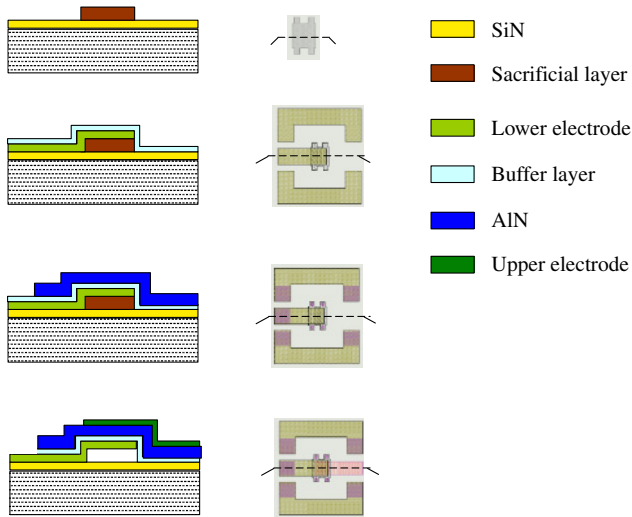 SiN
Sacrificial layer
Lower electrode
Buffer layer
AlN
Upper electrode